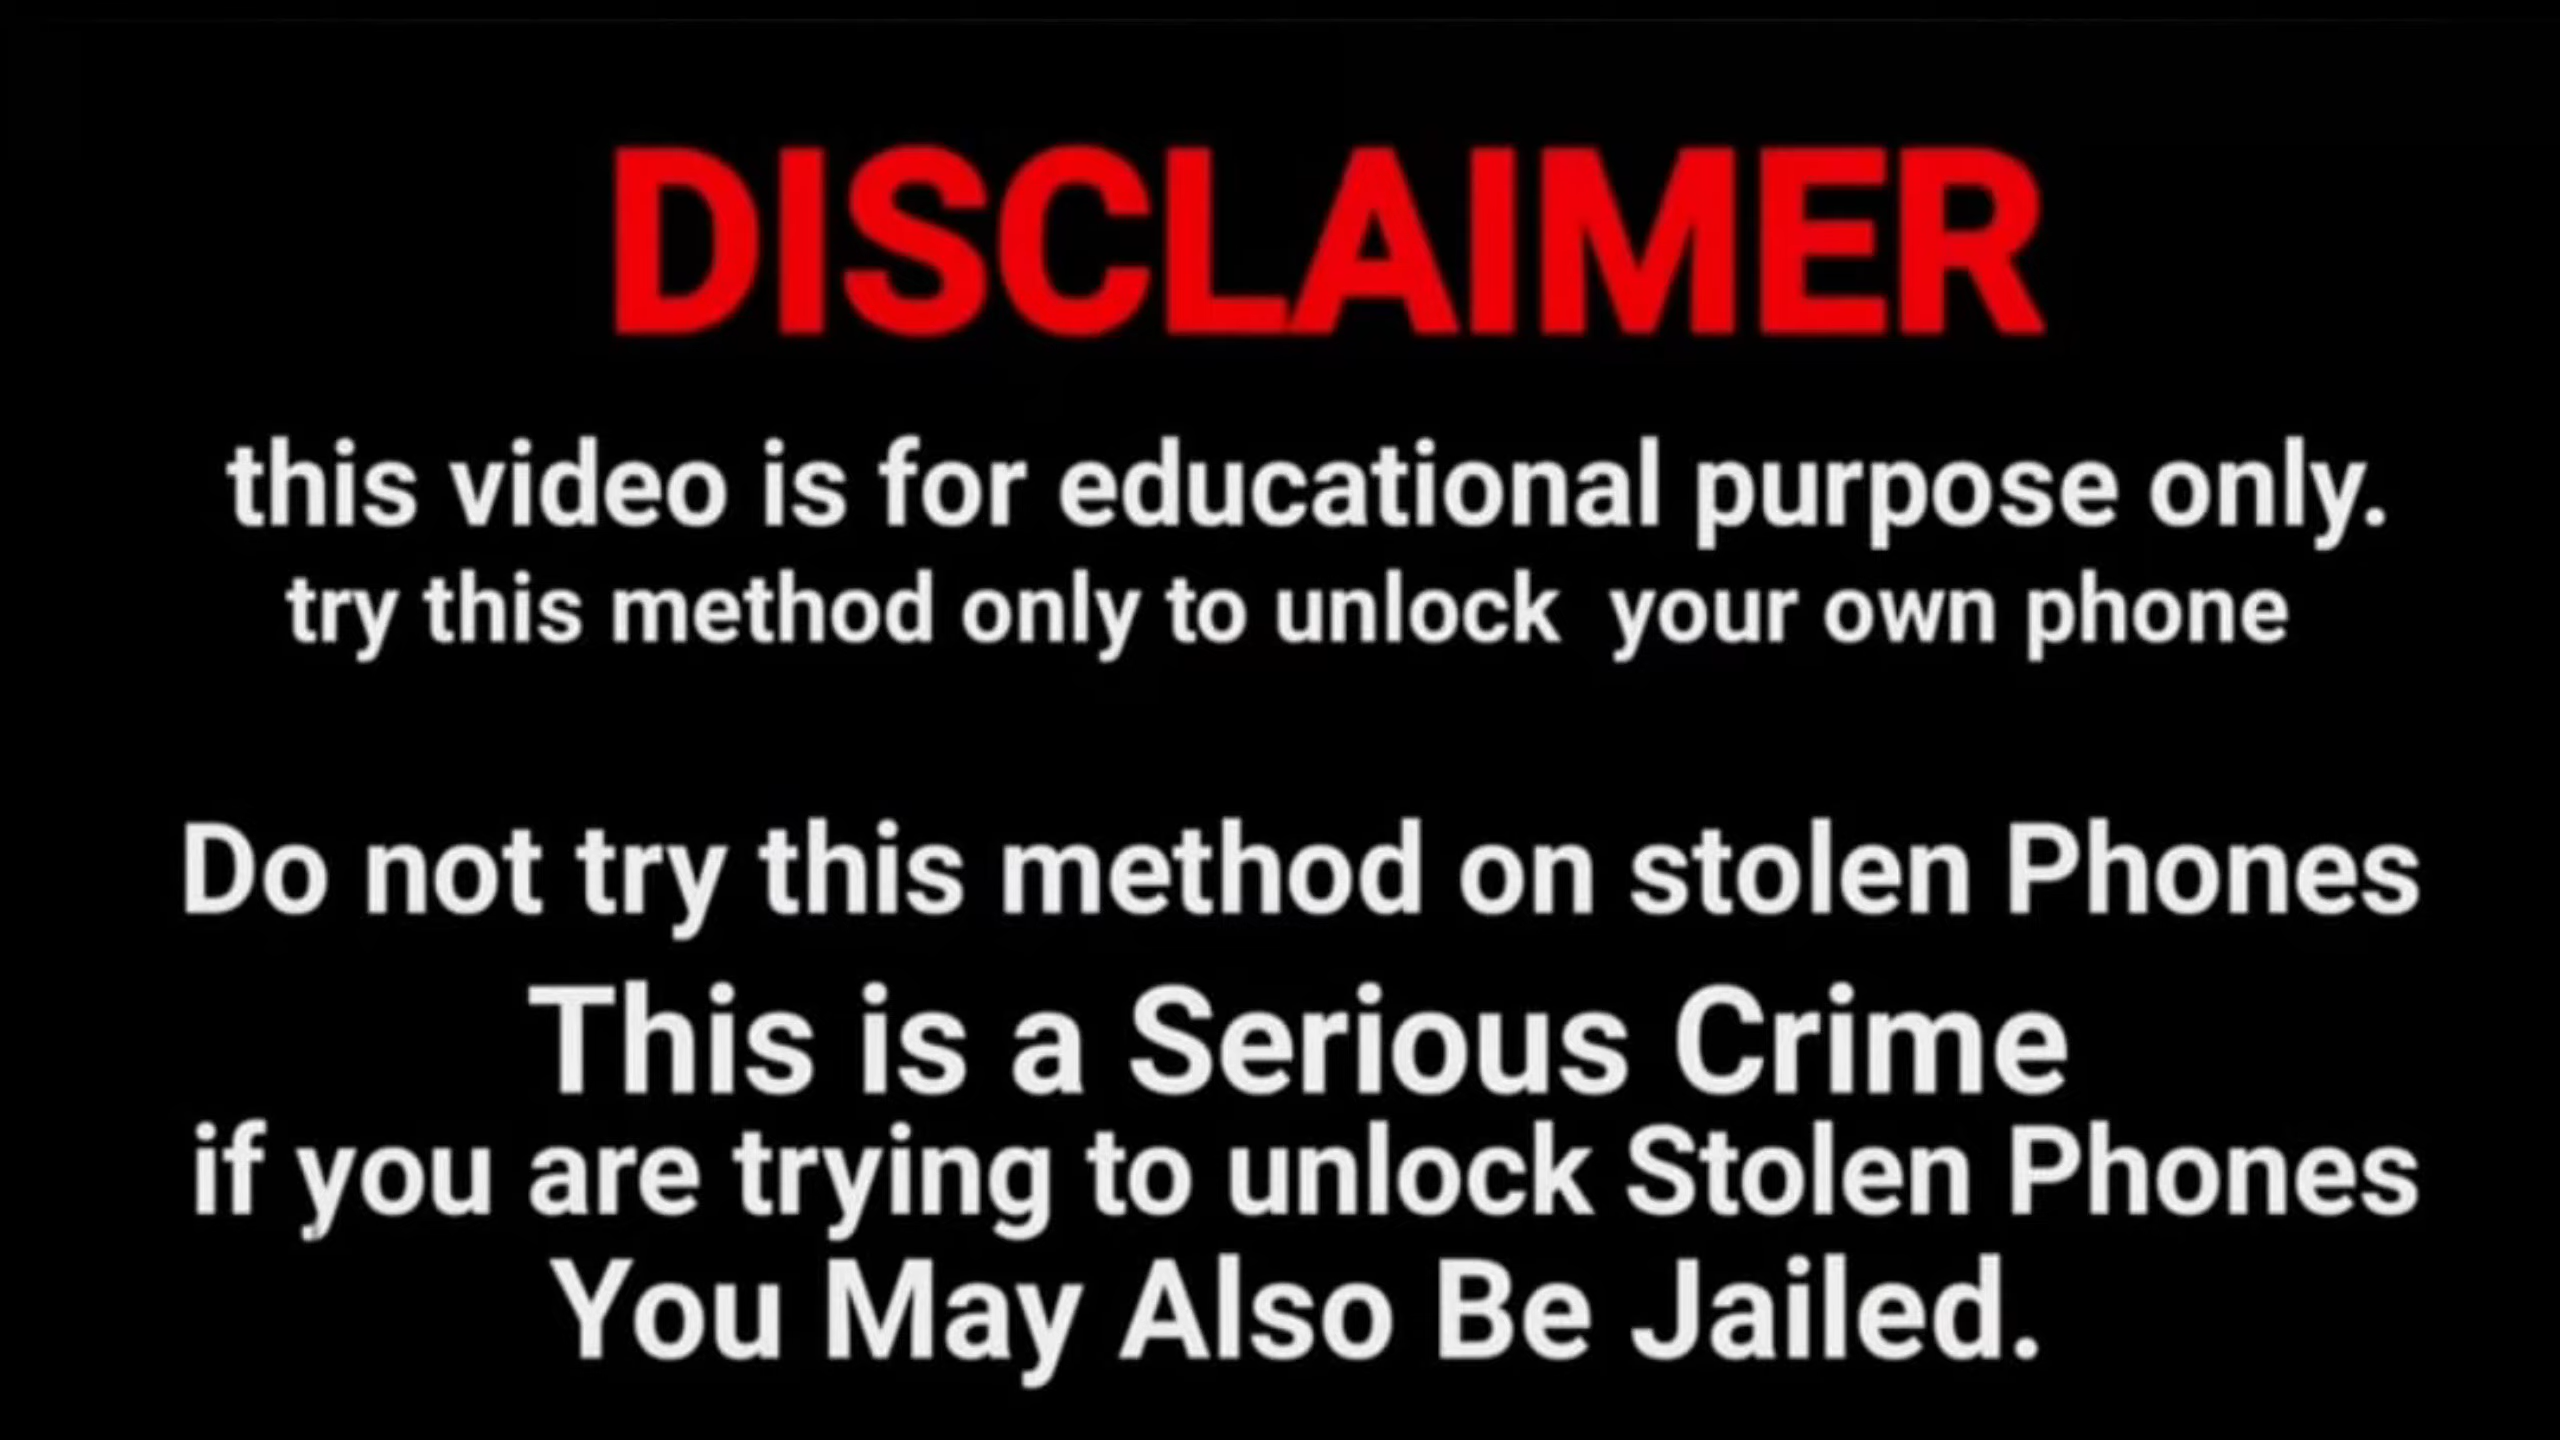 DISCLAIMER
this video is for educational purpose only.
try this method only to unlock your own phone
Do not try this method on stolen Phones
This is a Serious Crime
if you are trying to unlock Stolen Phones
You May Also Be Jailed.